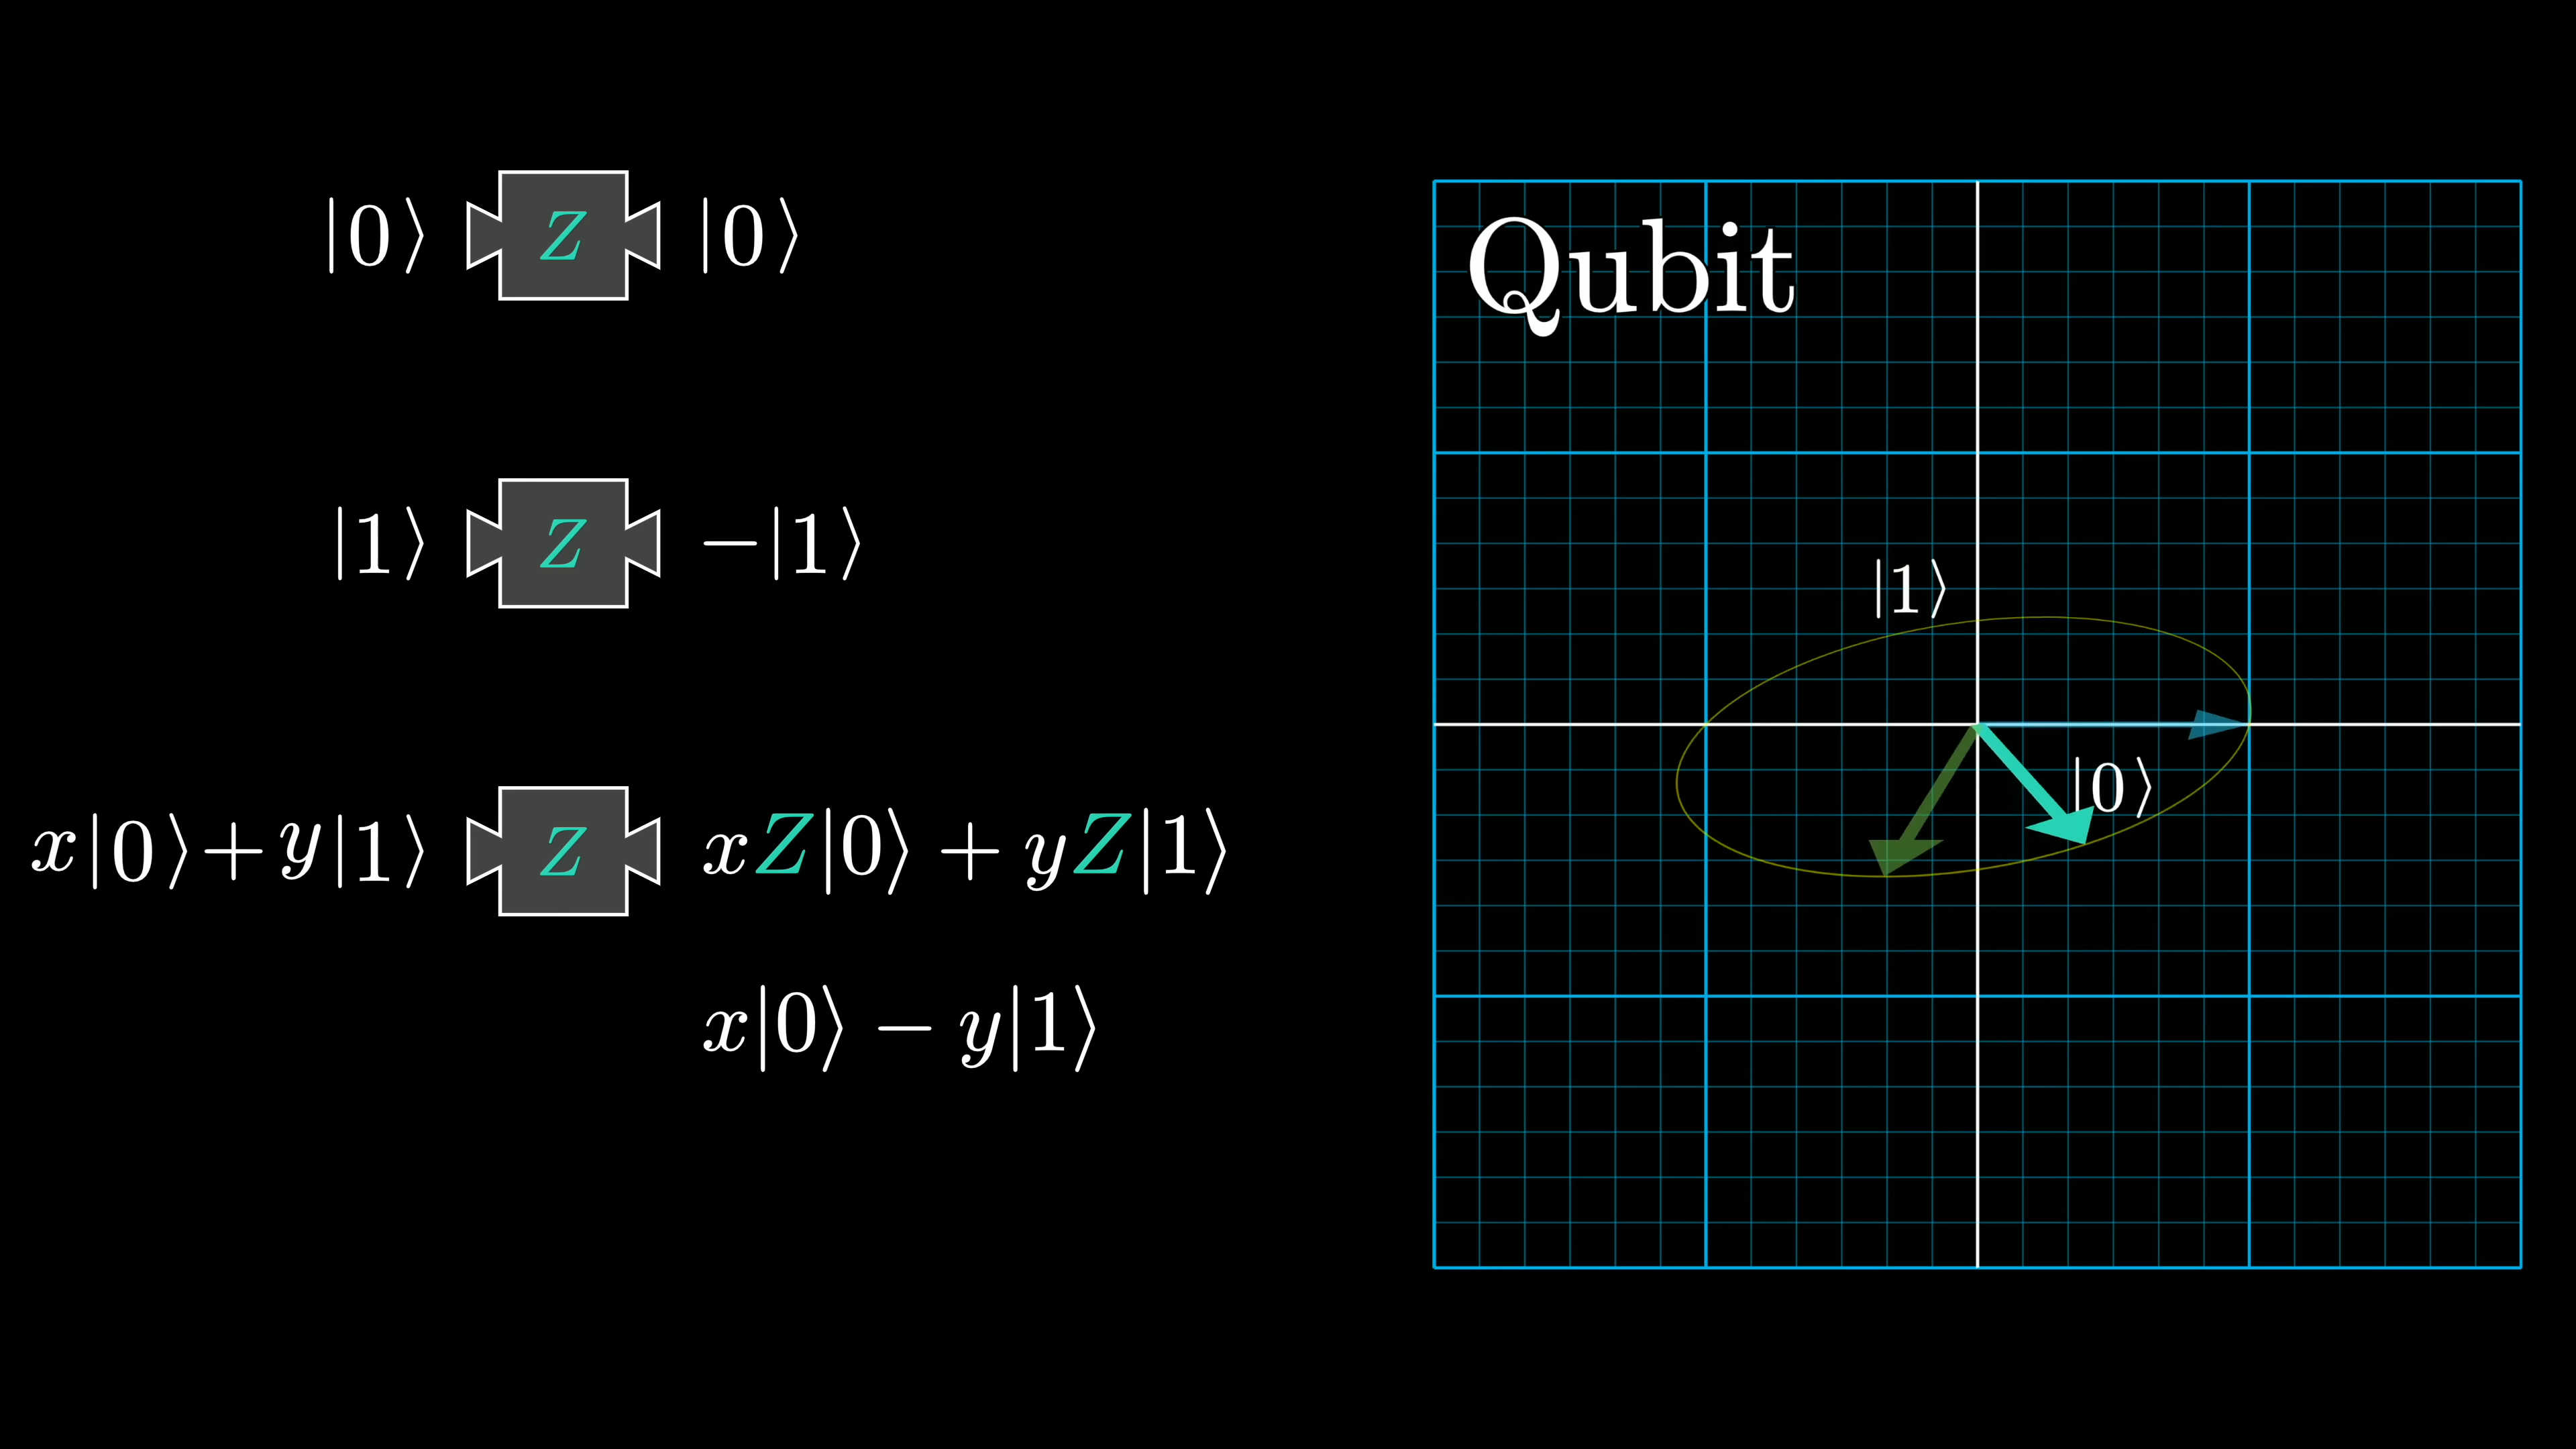 |0⟩ Z |0⟩
Qubit
|1⟩ Z −|1⟩
|1⟩
|0⟩
x|0⟩+y|1⟩ Z xZ|0⟩ + yZ|1⟩
x|0⟩ − y|1⟩